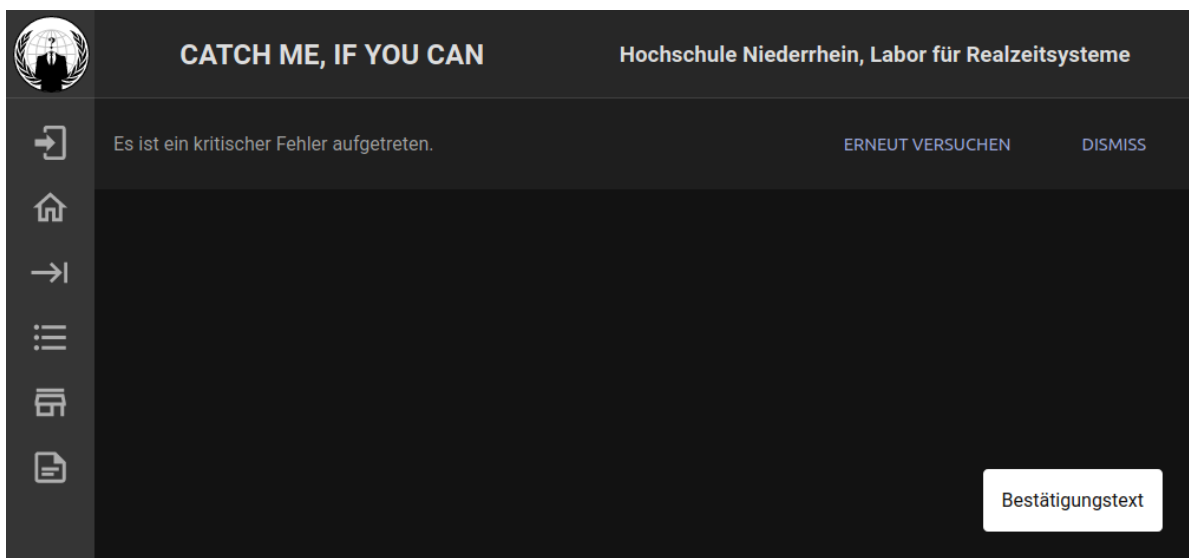 CATCH ME, IF YOU CAN
Hochschule Niederrhein, Labor für Realzeitsysteme
Es ist ein kritischer Fehler aufgetreten.
ERNEUT VERSUCHEN
DISMISS
Bestätigungstext